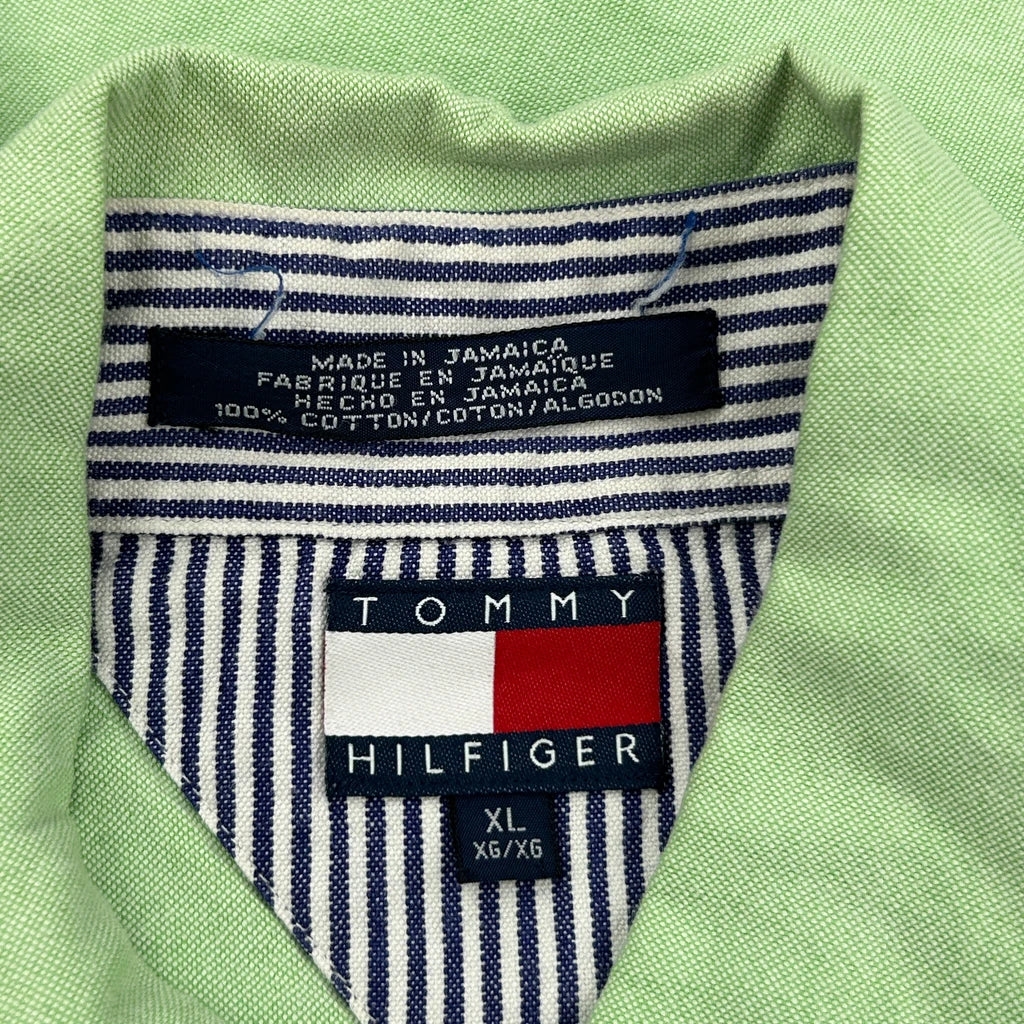 MADE IN JAMAICA
FABRIQUE EN JAMAÏQUE
HECHO EN JAMAICA
100% COTTON/COTON/ALGODON
TOMMY
HILFIGER
XL
XG/XG